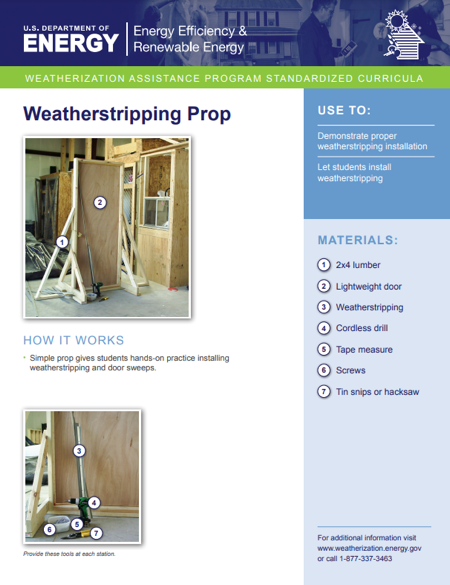 U.S. DEPARTMENT OF
ENERGY
Energy Efficiency &
Renewable Energy
WEATHERIZATION ASSISTANCE PROGRAM STANDARDIZED CURRICULA
Weatherstripping Prop
1
2
HOW IT WORKS
• Simple prop gives students hands-on practice installing
weatherstripping and door sweeps.
3
4
5
6
7
Provide these tools at each station.
USE TO:
Demonstrate proper
weatherstripping installation
Let students install
weatherstripping
MATERIALS:
1 2x4 lumber
2 Lightweight door
3 Weatherstripping
4 Cordless drill
5 Tape measure
6 Screws
7 Tin snips or hacksaw
For additional information visit
www.weatherization.energy.gov
or call 1-877-337-3463